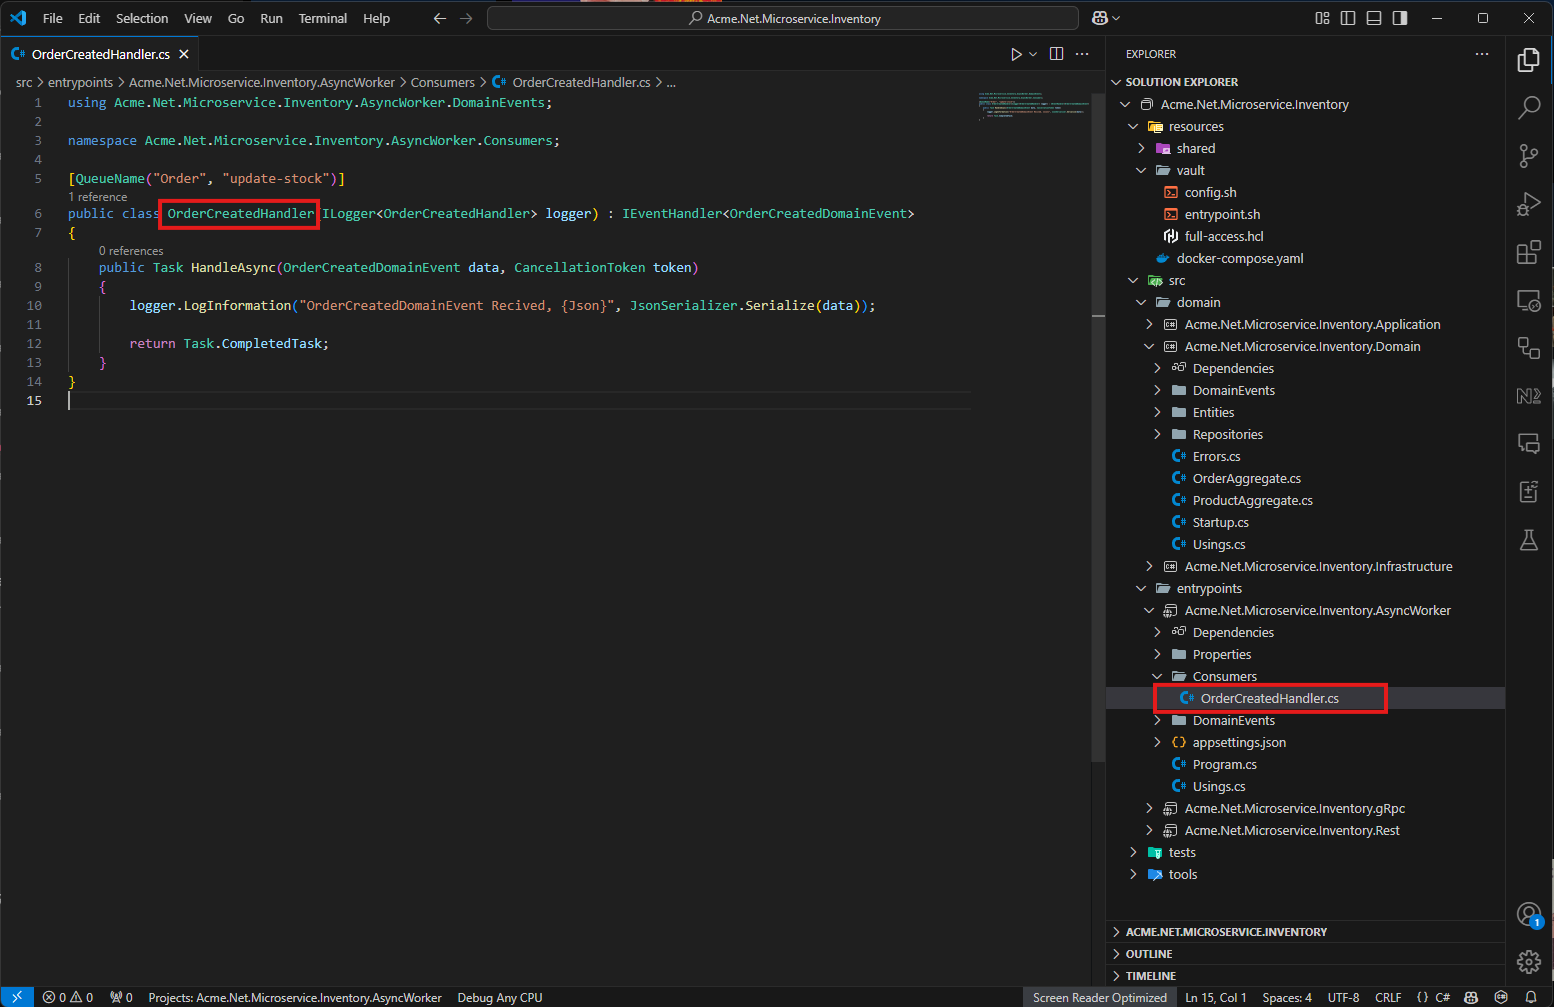 File Edit Selection View Go Run Terminal Help
Acme.Net.Microservice.Inventory
OrderCreatedHandler.cs
src > entrypoints > Acme.Net.Microservice.Inventory.AsyncWorker > Consumers > OrderCreatedHandler.cs > ...
1 using Acme.Net.Microservice.Inventory.AsyncWorker.DomainEvents;
2
3 namespace Acme.Net.Microservice.Inventory.AsyncWorker.Consumers;
4
5 [QueueName("Order", "update-stock")]
1 reference
6 public class OrderCreatedHandler(ILogger<OrderCreatedHandler> logger) : IEventHandler<OrderCreatedDomainEvent>
7 {
0 references
8 public Task HandleAsync(OrderCreatedDomainEvent data, CancellationToken token)
9 {
10 logger.LogInformation("OrderCreatedDomainEvent Recived, {Json}", JsonSerializer.Serialize(data));
11
12 return Task.CompletedTask;
13 }
14 }
15
EXPLORER
SOLUTION EXPLORER
Acme.Net.Microservice.Inventory
resources
shared
vault
config.sh
entrypoint.sh
full-access.hcl
docker-compose.yaml
src
domain
Acme.Net.Microservice.Inventory.Application
Acme.Net.Microservice.Inventory.Domain
Dependencies
DomainEvents
Entities
Repositories
Errors.cs
OrderAggregate.cs
ProductAggregate.cs
Startup.cs
Usings.cs
Acme.Net.Microservice.Inventory.Infrastructure
entrypoints
Acme.Net.Microservice.Inventory.AsyncWorker
Dependencies
Properties
Consumers
OrderCreatedHandler.cs
DomainEvents
appsettings.json
Program.cs
Usings.cs
Acme.Net.Microservice.Inventory.gRpc
Acme.Net.Microservice.Inventory.Rest
tests
tools
ACME.NET.MICROSERVICE.INVENTORY
OUTLINE
TIMELINE
1
0 0 0 Projects: Acme.Net.Microservice.Inventory.AsyncWorker Debug Any CPU Screen Reader Optimized Ln 15, Col 1 Spaces: 4 UTF-8 CRLF {} C#